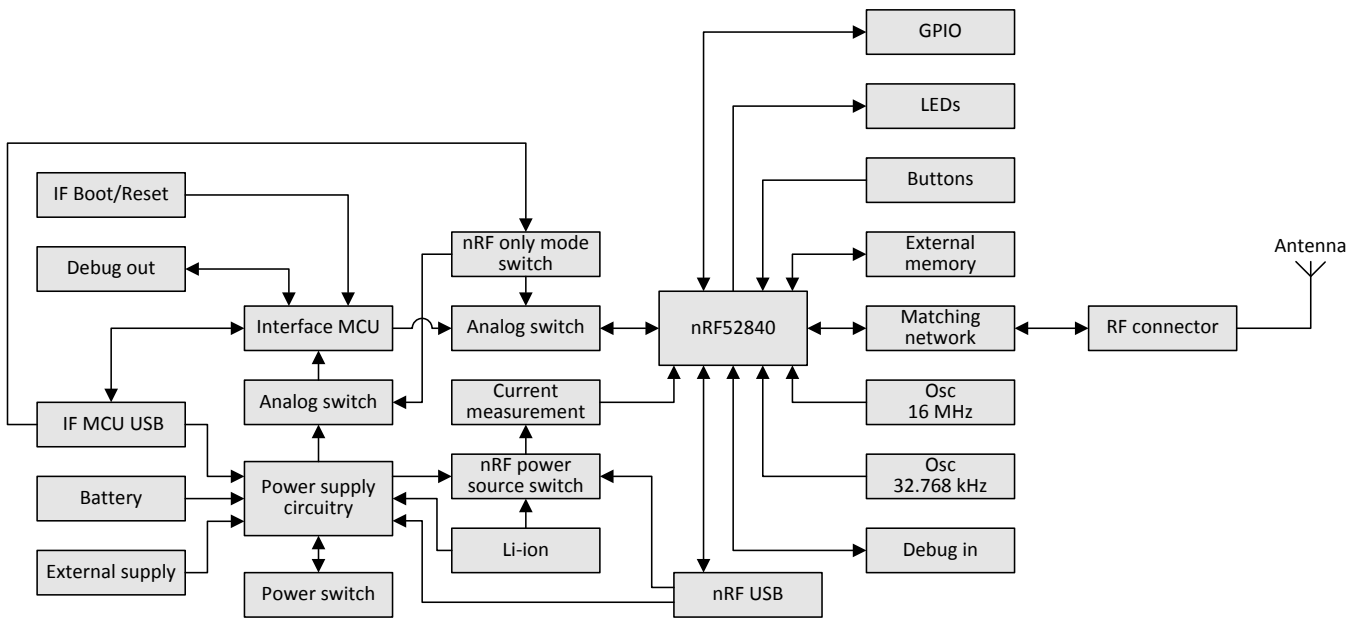 GPIO
LEDs
IF Boot/Reset
Buttons
Debug out
nRF only mode
switch
External
memory
Antenna
Interface MCU
Analog switch
nRF52840
Matching
network
RF connector
Analog switch
Current
measurement
Osc
16 MHz
IF MCU USB
Battery
Power supply
circuitry
nRF power
source switch
Osc
32.768 kHz
External supply
Li-ion
Debug in
Power switch
nRF USB